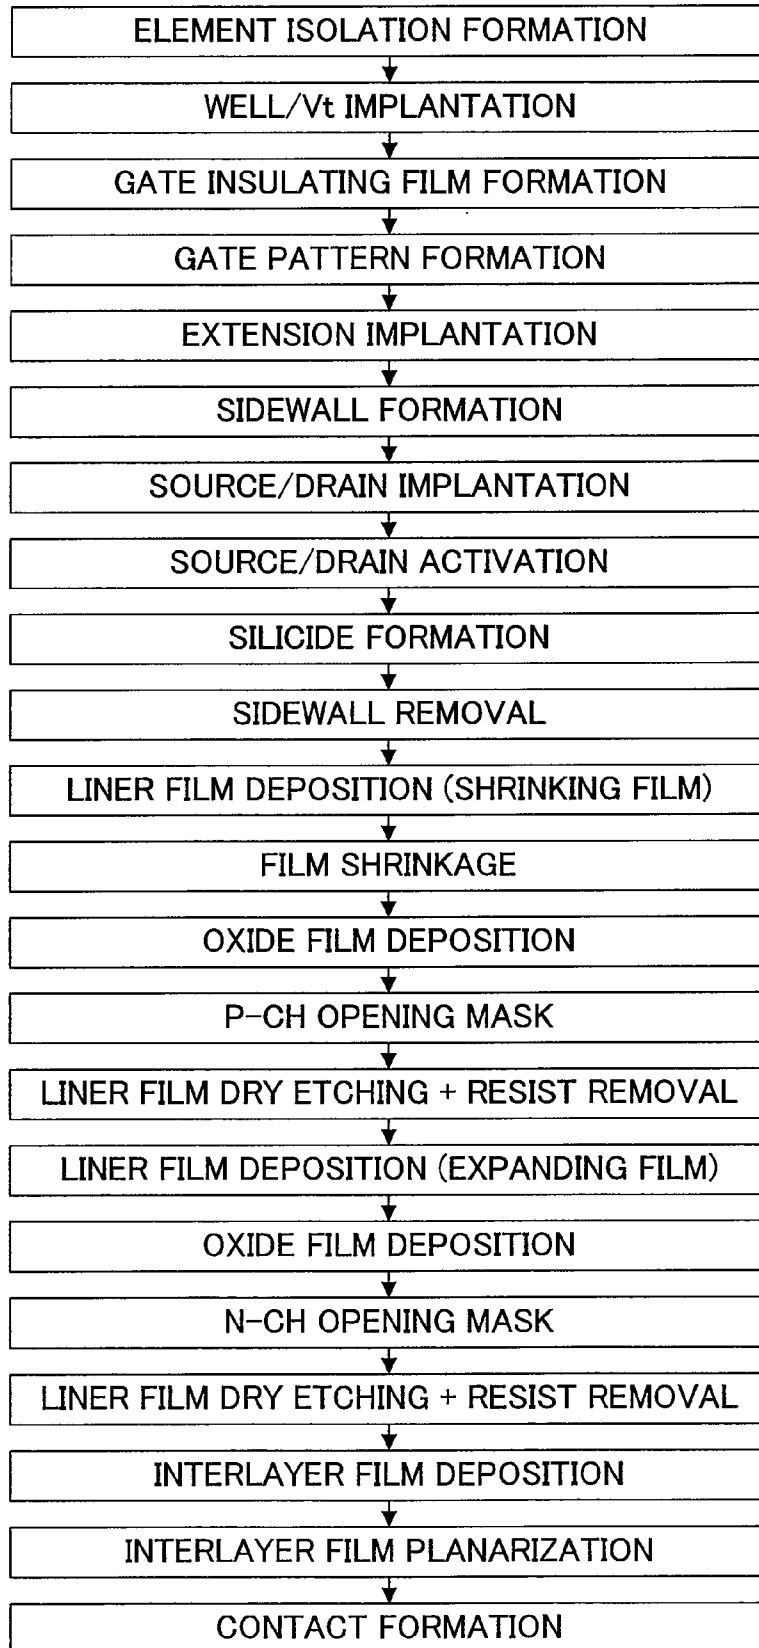 ELEMENT ISOLATION FORMATION
WELL/Vt IMPLANTATION
GATE INSULATING FILM FORMATION
GATE PATTERN FORMATION
EXTENSION IMPLANTATION
SIDEWALL FORMATION
SOURCE/DRAIN IMPLANTATION
SOURCE/DRAIN ACTIVATION
SILICIDE FORMATION
SIDEWALL REMOVAL
LINER FILM DEPOSITION (SHRINKING FILM)
FILM SHRINKAGE
OXIDE FILM DEPOSITION
P-CH OPENING MASK
LINER FILM DRY ETCHING + RESIST REMOVAL
LINER FILM DEPOSITION (EXPANDING FILM)
OXIDE FILM DEPOSITION
N-CH OPENING MASK
LINER FILM DRY ETCHING + RESIST REMOVAL
INTERLAYER FILM DEPOSITION
INTERLAYER FILM PLANARIZATION
CONTACT FORMATION